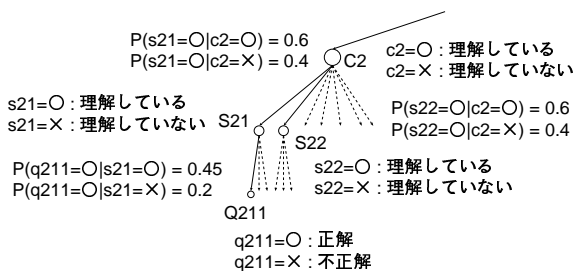 P(s21=○|c2=○) = 0.6
P(s21=○|c2=×) = 0.4
C2
c2=○ : 理解している
c2=× : 理解していない
s21=○ : 理解している
s21=× : 理解していない
S21
S22
P(s22=○|c2=○) = 0.6
P(s22=○|c2=×) = 0.4
P(q211=○|s21=○) = 0.45
P(q211=○|s21=×) = 0.2
s22=○ : 理解している
s22=× : 理解していない
Q211
q211=○ : 正解
q211=× : 不正解